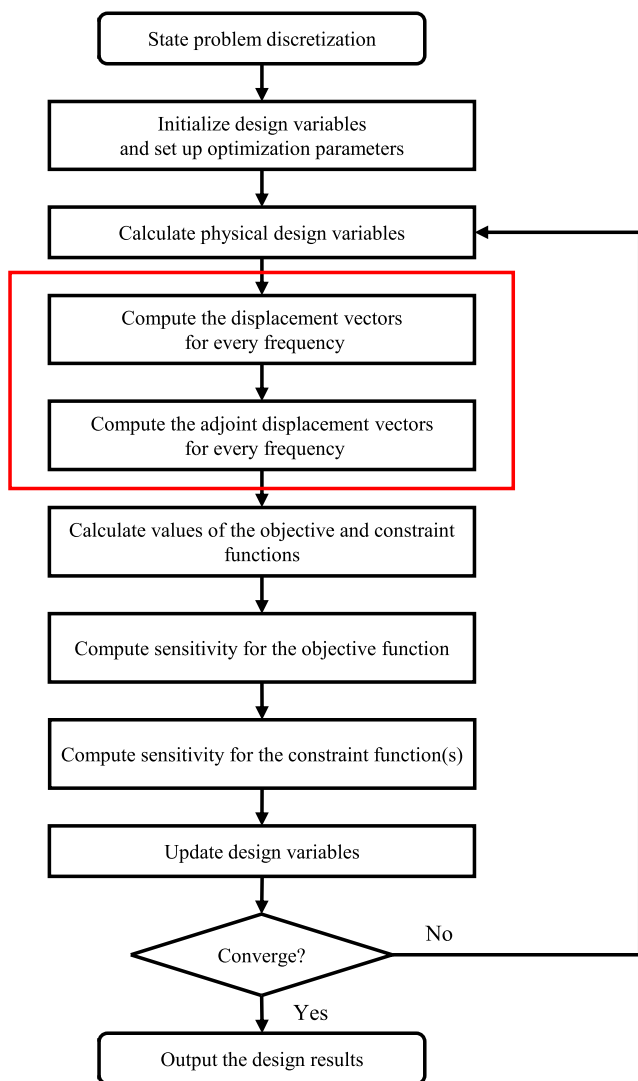 State problem discretization
Initialize design variables
and set up optimization parameters
Calculate physical design variables
Compute the displacement vectors
for every frequency
Compute the adjoint displacement vectors
for every frequency
Calculate values of the objective and constraint
functions
Compute sensitivity for the objective function
Compute sensitivity for the constraint function(s)
Update design variables
Converge?
No
Yes
Output the design results